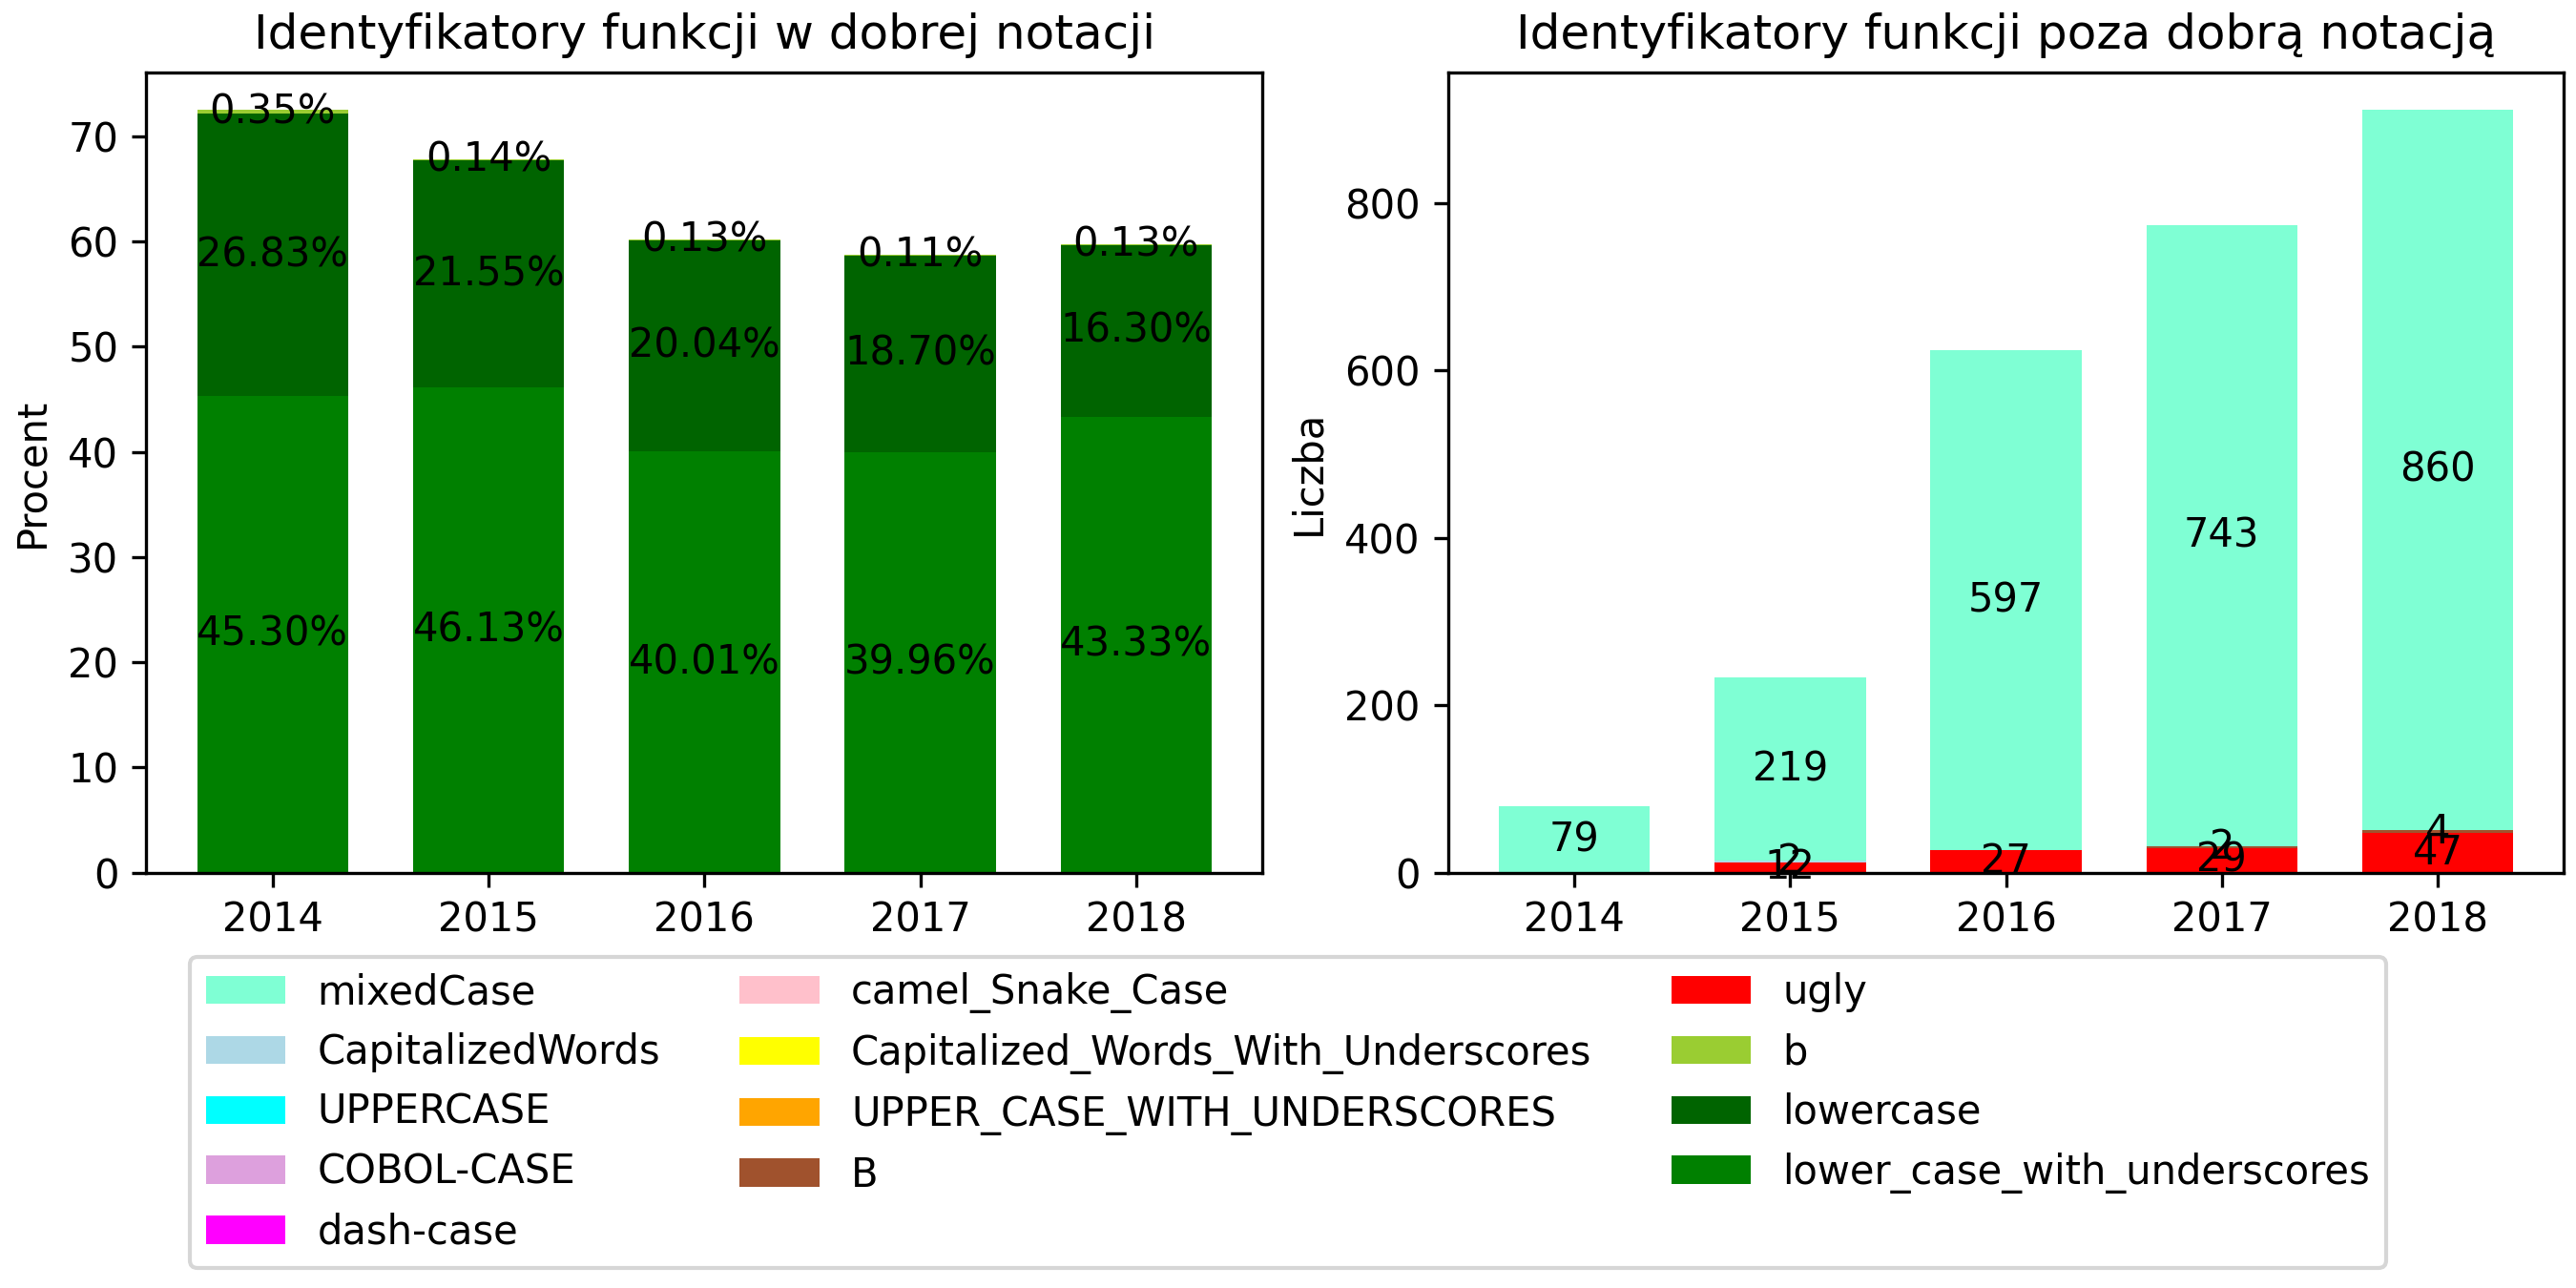 Identyfikatory funkcji w dobrej notacji
Procent
70
60
50
40
30
20
10
0
0.35%
0.14%
0.13%
0.11%
0.13%
26.83%
21.55%
20.04%
18.70%
16.30%
45.30%
46.13%
40.01%
39.96%
43.33%
2014 2015 2016 2017 2018
Identyfikatory funkcji poza dobrą notacją
Liczba
800
600
400
200
0
79
219
2
12
597
27
743
2
29
860
4
47
2014 2015 2016 2017 2018
mixedCase
CapitalizedWords
UPPERCASE
COBOL-CASE
dash-case
camel_Snake_Case
Capitalized_Words_With_Underscores
UPPER_CASE_WITH_UNDERSCORES
B
ugly
b
lowercase
lower_case_with_underscores